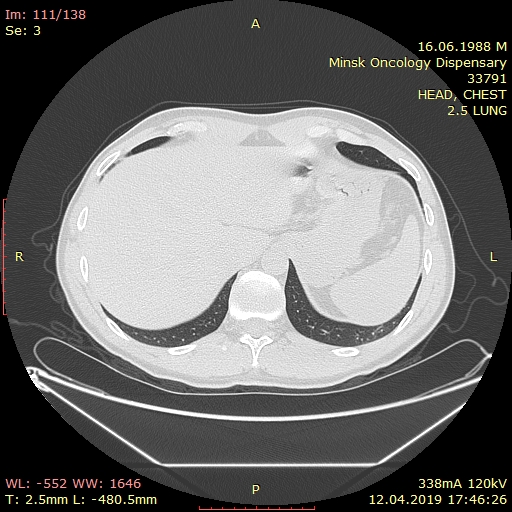 Im: 111/138
Se: 3
A
16.06.1988 M
Minsk Oncology Dispensary
33791
HEAD, CHEST
2.5 LUNG
R
L
WL: -552 WW: 1646
T: 2.5mm L: -480.5mm
P
338mA 120kV
12.04.2019 17:46:26